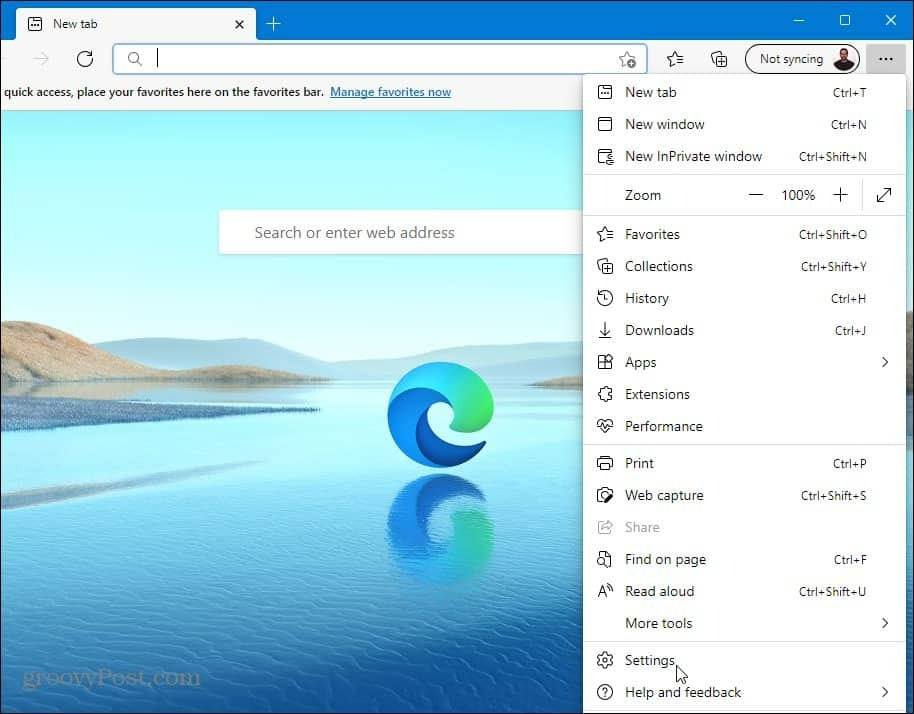 New tab
Not syncing
quick access, place your favorites here on the favorites bar. Manage favorites now
New tab Ctrl+T
New window Ctrl+N
New InPrivate window Ctrl+Shift+N
Zoom 100%
Search or enter web address
Favorites Ctrl+Shift+O
Collections Ctrl+Shift+Y
History Ctrl+H
Downloads Ctrl+J
Apps
Extensions
Performance
Print Ctrl+P
Web capture Ctrl+Shift+S
Share
Find on page Ctrl+F
Read aloud Ctrl+Shift+U
More tools
Settings
Help and feedback
groovyPost.com